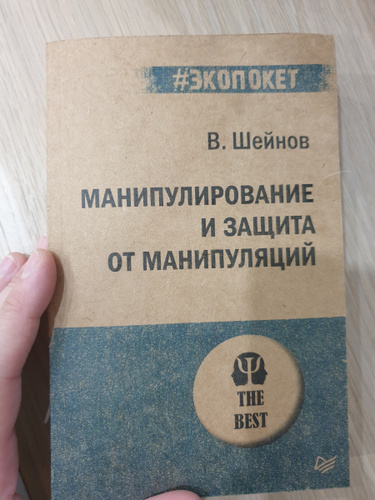 #ЭКОПОКЕТ
В. Шейнов
МАНИПУЛИРОВАНИЕ
И ЗАЩИТА
ОТ МАНИПУЛЯЦИЙ
Ψ
THE
BEST